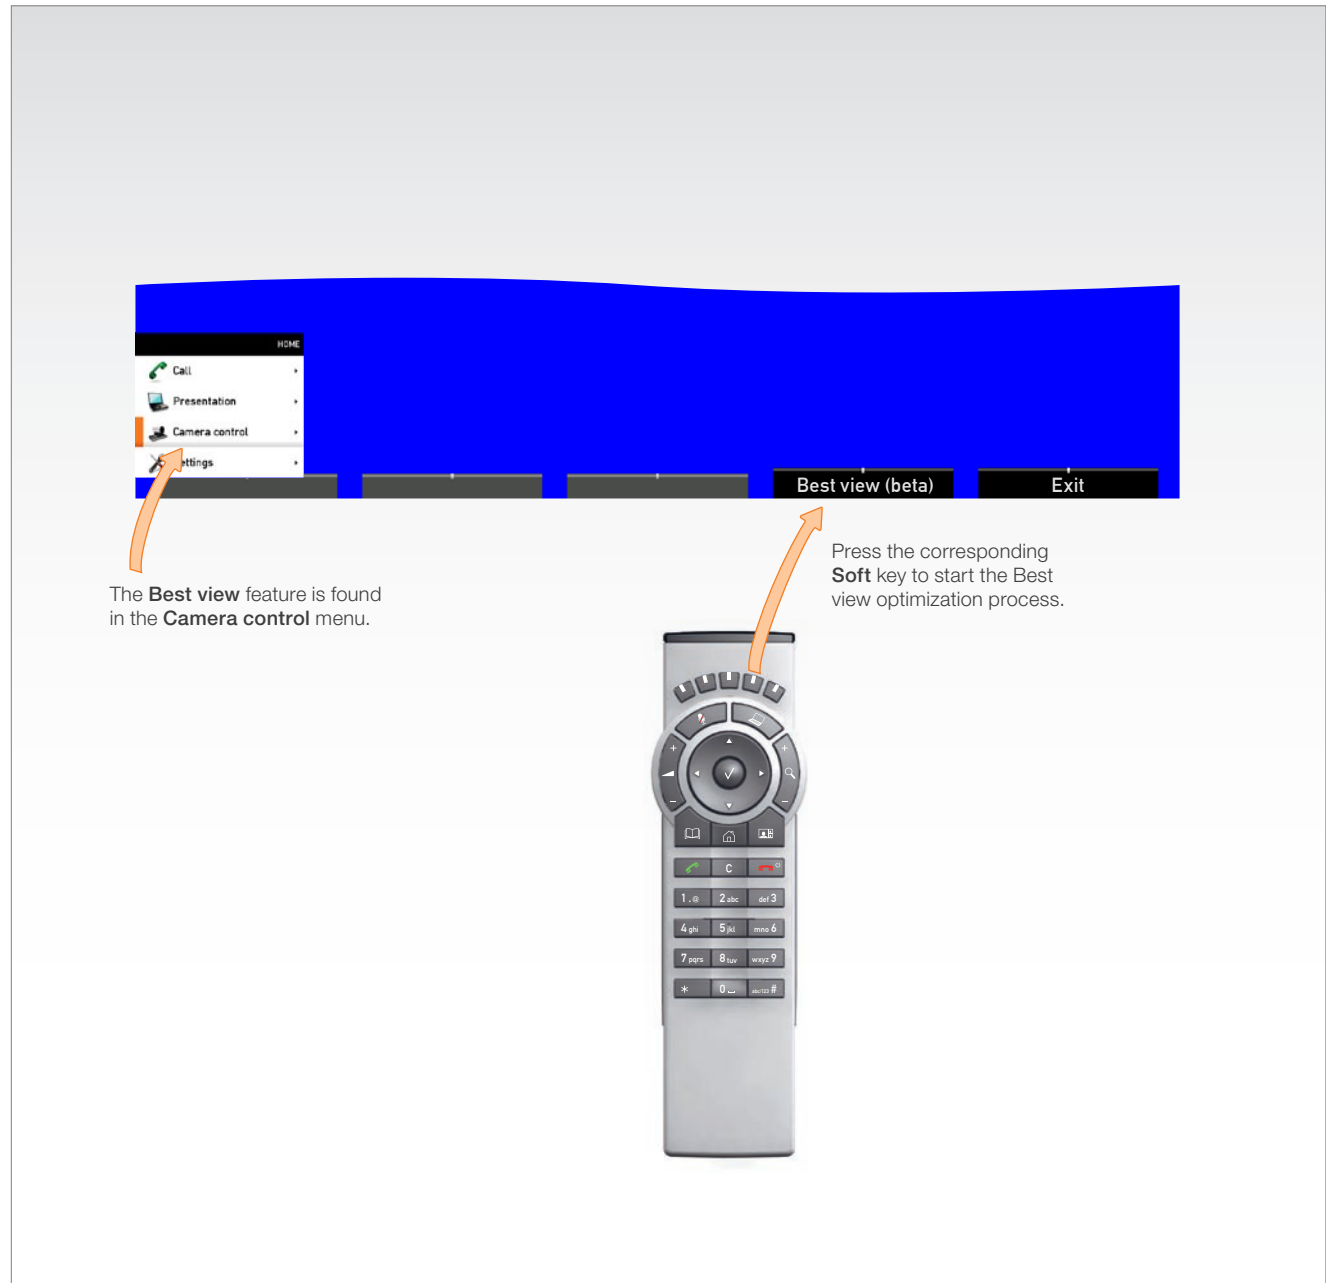 HOME
Call
Presentation
Camera control
ettings
Best view (beta)
Exit
The Best view feature is found
in the Camera control menu.
Press the corresponding
Soft key to start the Best
view optimization process.
+ +
- -
C
1 .@ 2 abc def 3
4 ghi 5 jkl mno 6
7 pqrs 8 tuv wxyz 9
* 0 abc/123 #